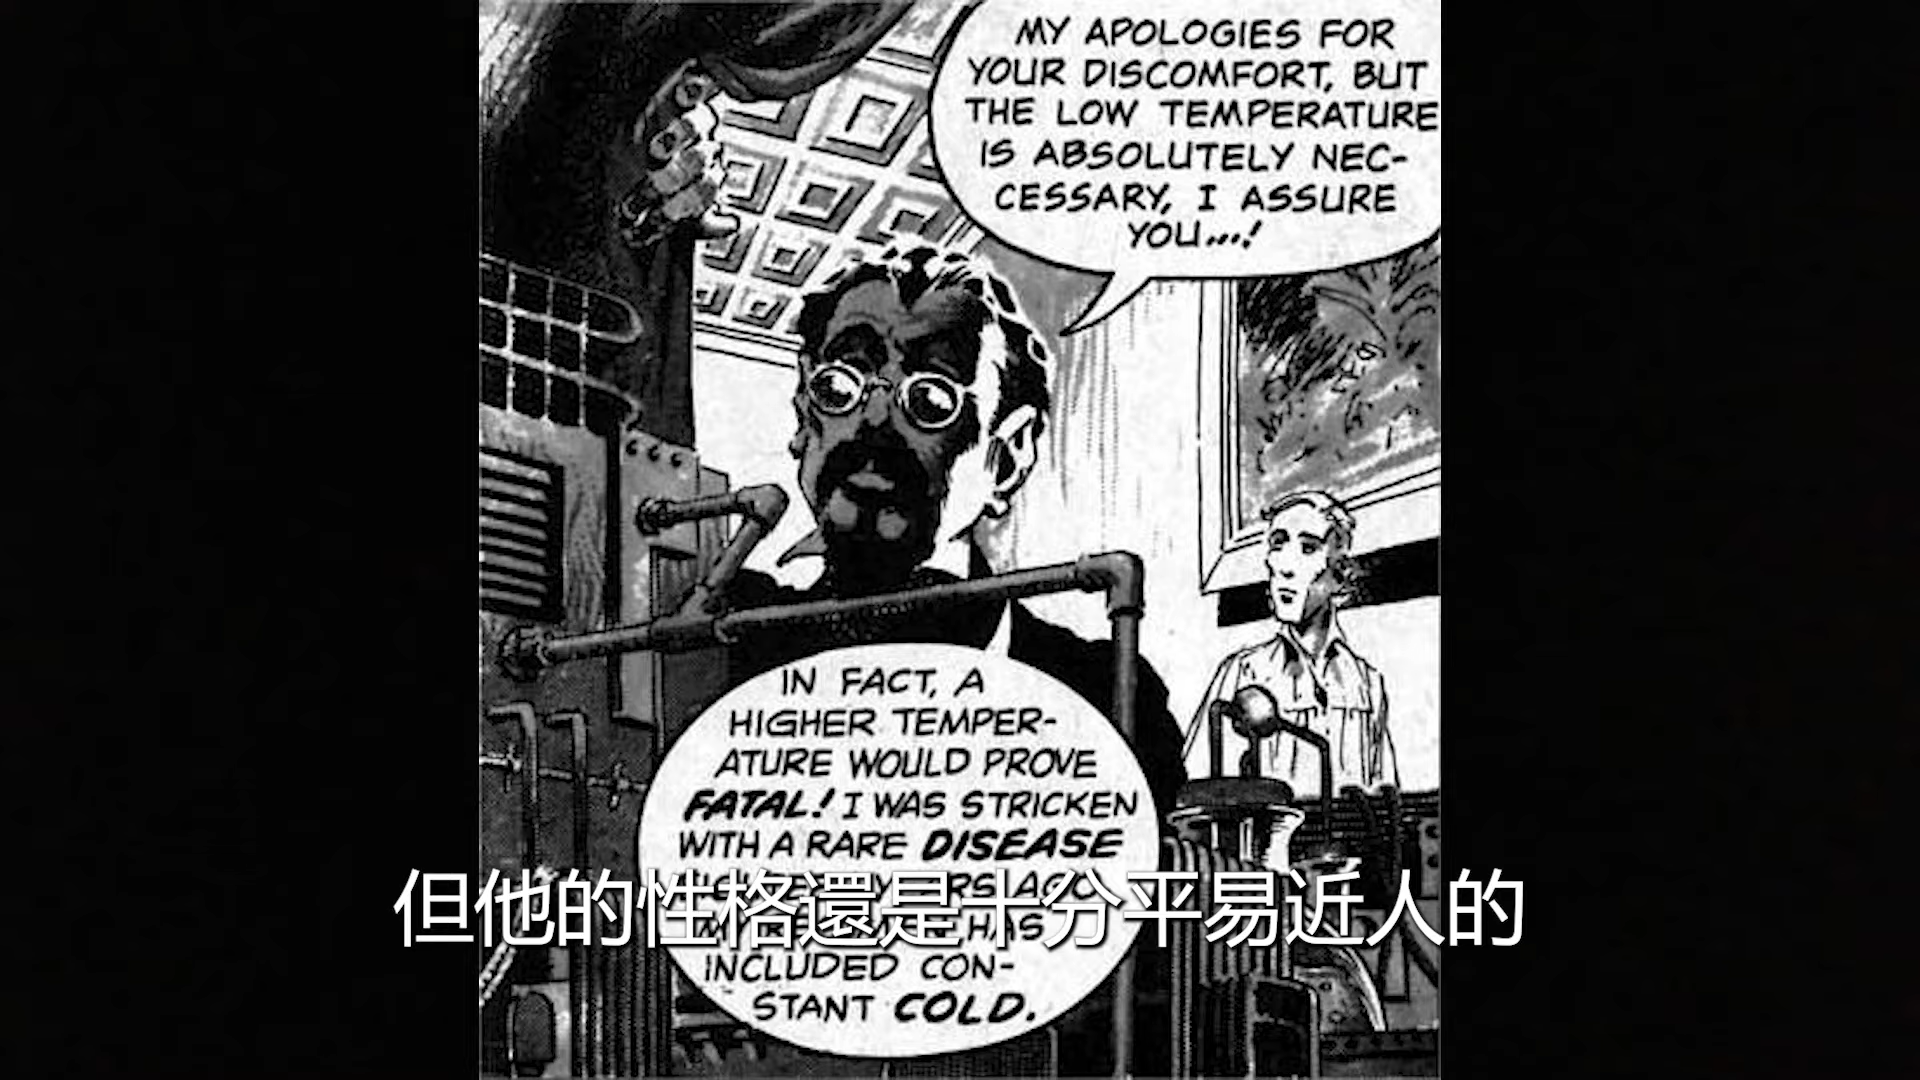 MY APOLOGIES FOR
YOUR DISCOMFORT, BUT
THE LOW TEMPERATURE
IS ABSOLUTELY NEC-
CESSARY, I ASSURE
YOU...!
IN FACT, A
HIGHER TEMPER-
ATURE WOULD PROVE
FATAL! I WAS STRICKEN
WITH A RARE DISEASE
AGO
HAS
INCLUDED CON-
STANT COLD.
但他的性格還是十分平易近人的